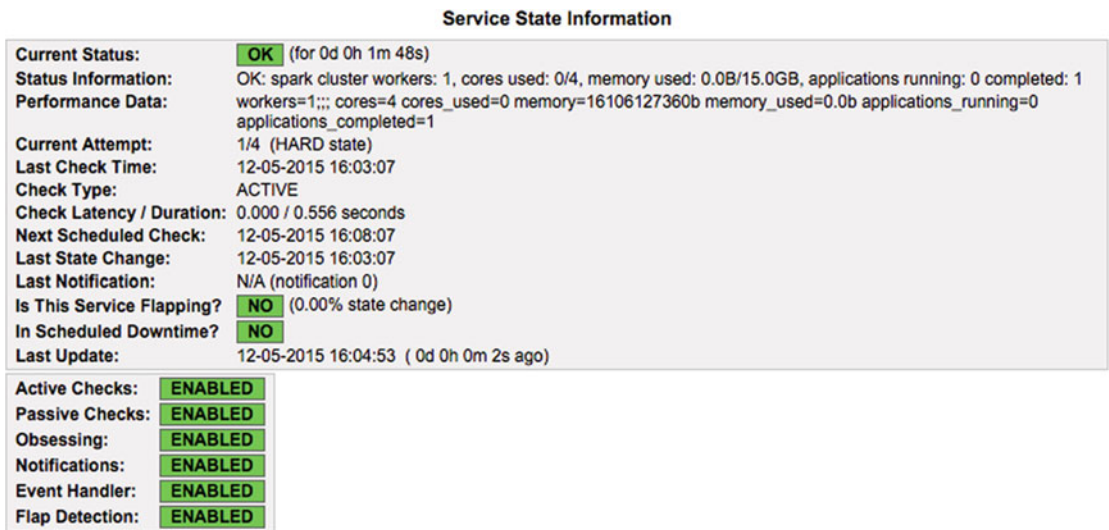 Service State Information
Current Status: OK (for 0d 0h 1m 48s)
Status Information: OK: spark cluster workers: 1, cores used: 0/4, memory used: 0.0B/15.0GB, applications running: 0 completed: 1
Performance Data: workers=1;;; cores=4 cores_used=0 memory=16106127360b memory_used=0.0b applications_running=0
applications_completed=1
Current Attempt: 1/4 (HARD state)
Last Check Time: 12-05-2015 16:03:07
Check Type: ACTIVE
Check Latency / Duration: 0.000 / 0.556 seconds
Next Scheduled Check: 12-05-2015 16:08:07
Last State Change: 12-05-2015 16:03:07
Last Notification: N/A (notification 0)
Is This Service Flapping? NO (0.00% state change)
In Scheduled Downtime? NO
Last Update: 12-05-2015 16:04:53 ( 0d 0h 0m 2s ago)
Active Checks: ENABLED
Passive Checks: ENABLED
Obsessing: ENABLED
Notifications: ENABLED
Event Handler: ENABLED
Flap Detection: ENABLED